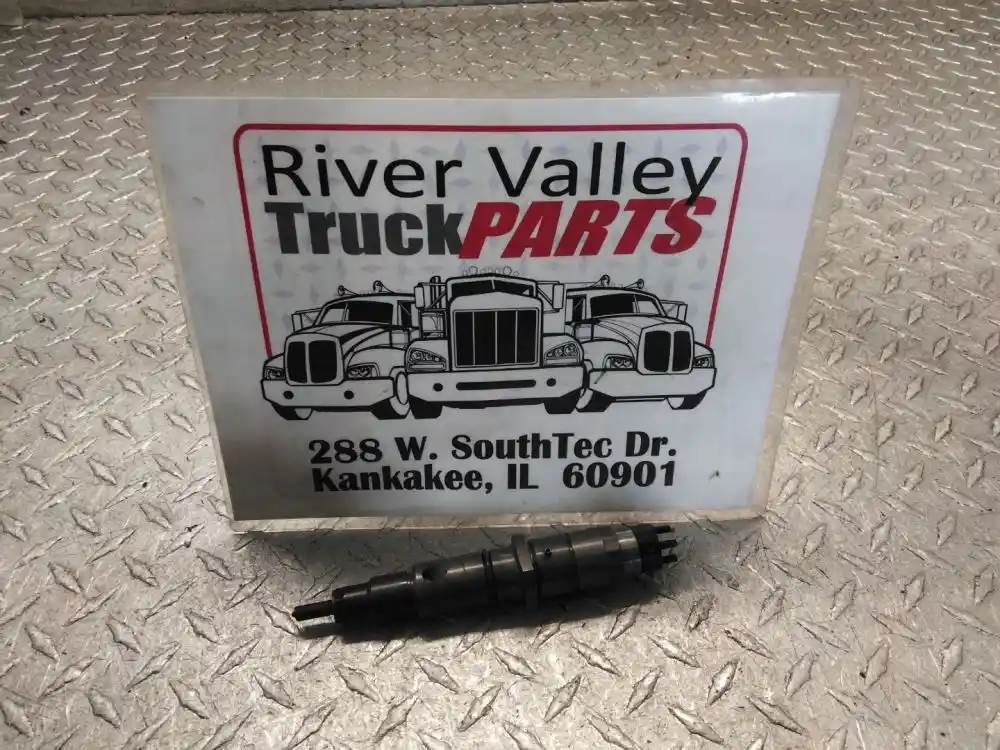 River Valley
TruckPARTS
288 W. SouthTec Dr.
Kankakee, IL 60901